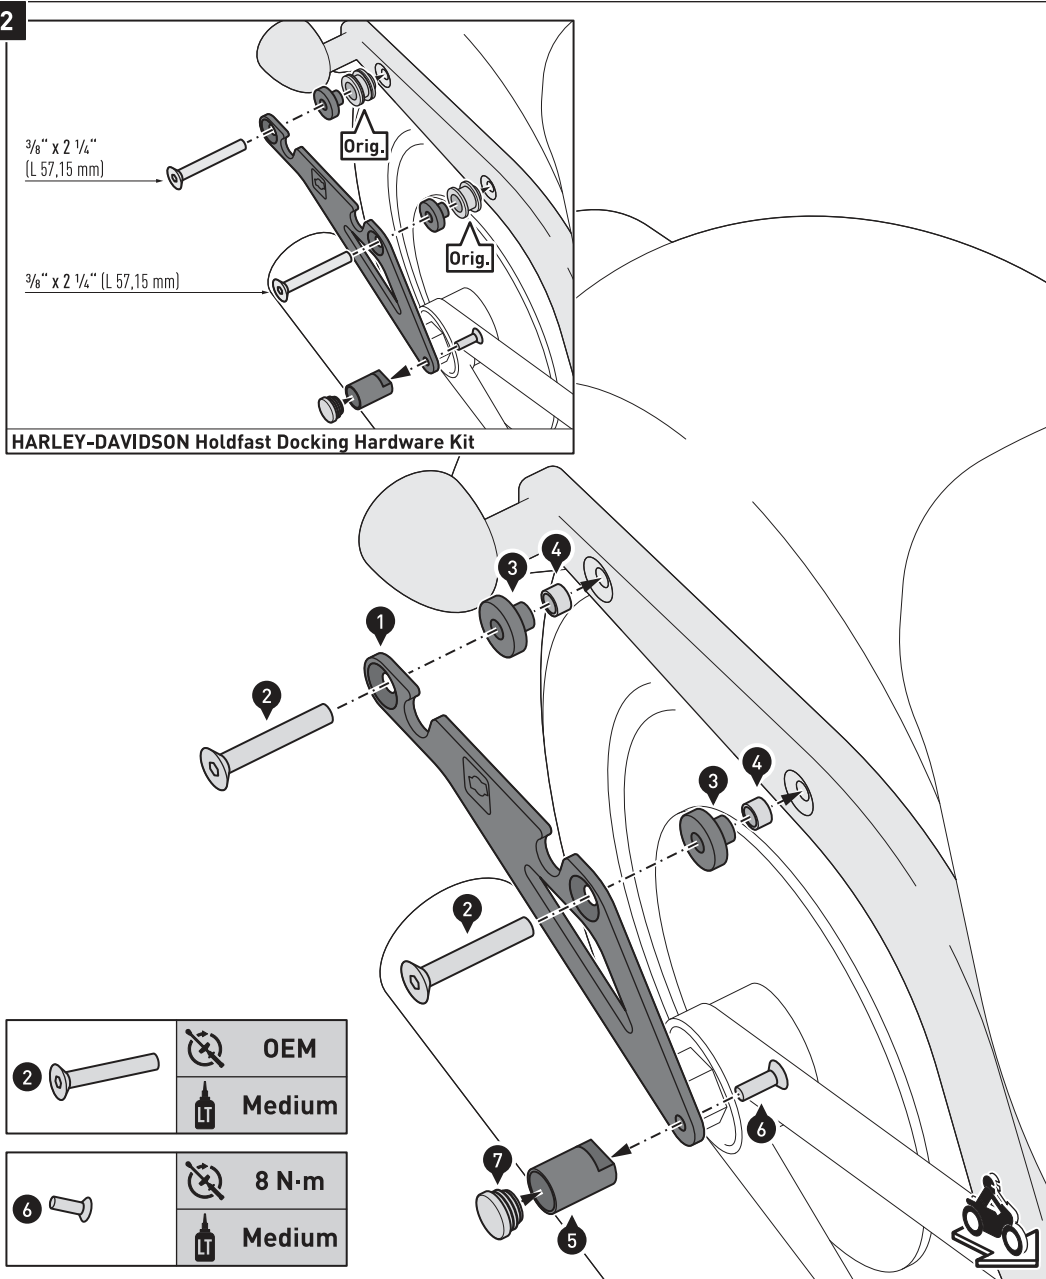 2
Orig.
3/8" x 2 1/4"
(L 57,15 mm)
Orig.
3/8" x 2 1/4" (L 57,15 mm)
HARLEY-DAVIDSON Holdfast Docking Hardware Kit
4
3
1
2
4
3
2
2
OEM
LT Medium
6
7
5
6
8 N·m
LT Medium